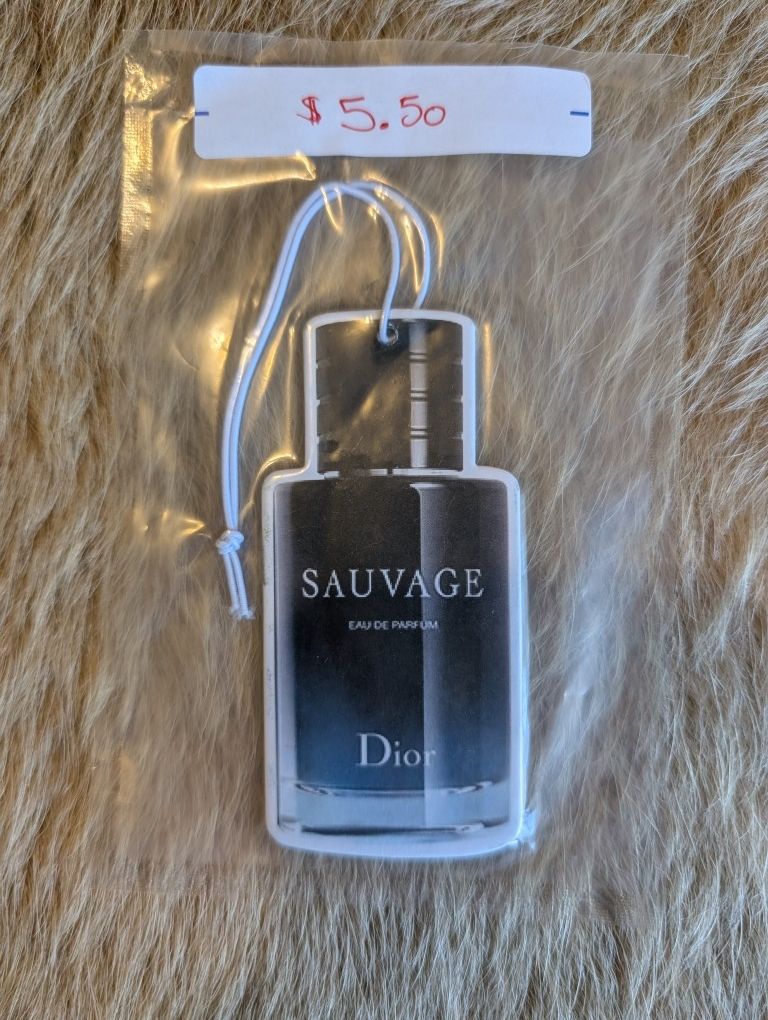 $ 5.50
SAUVAGE
EAU DE PARFUM
Dior